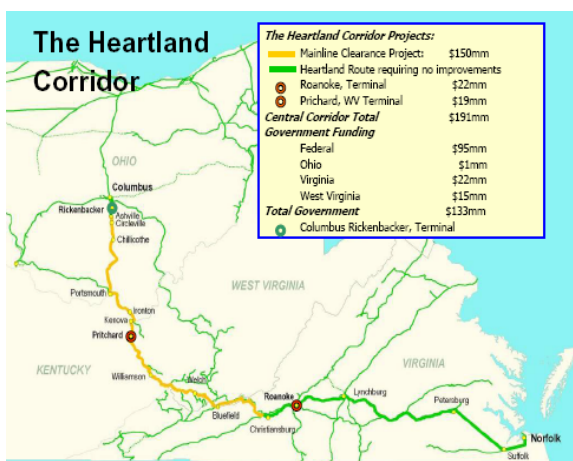 The Heartland
Corridor
The Heartland Corridor Projects:
Mainline Clearance Project: $150mm
Heartland Route requiring no improvements
Roanoke, Terminal $22mm
Prichard, WV Terminal $19mm
Central Corridor Total $191mm
Government Funding
Federal $95mm
Ohio $1mm
Virginia $22mm
West Virginia $15mm
Total Government $133mm
Columbus Rickenbacker, Terminal
OHIO
Columbus
Rickenbacker
Ashville
Circleville
Chillicothe
WEST VIRGINIA
Portsmouth
Ironton
Kenova
Pritchard
KENTUCKY
Williamson
Welch
VIRGINIA
Roanoke
Lynchburg
Bluefield
Petersburg
Christiansburg
Norfolk
Suffolk